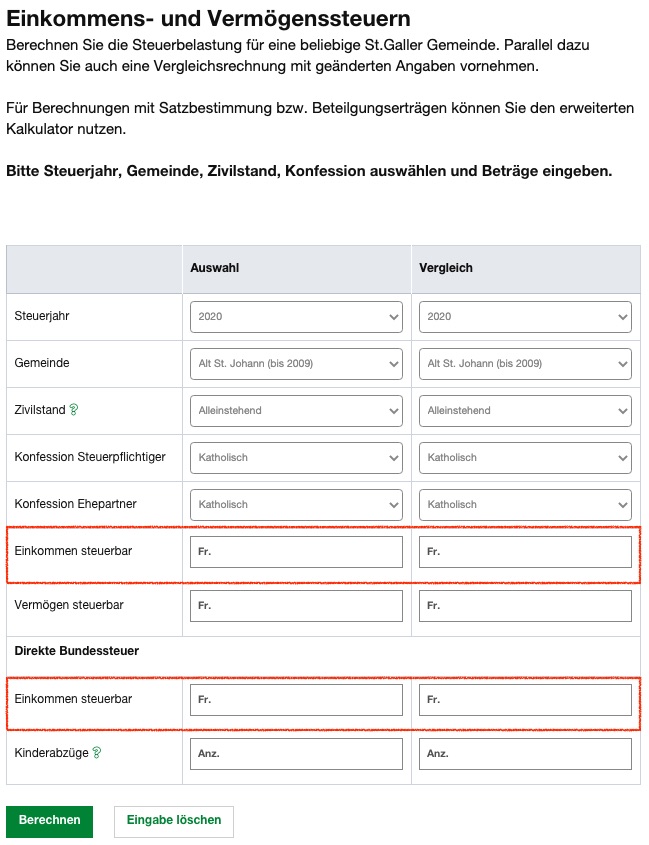 Einkommens- und Vermögenssteuern
Berechnen Sie die Steuerbelastung für eine beliebige St.Galler Gemeinde. Parallel dazu
können Sie auch eine Vergleichsrechnung mit geänderten Angaben vornehmen.
Für Berechnungen mit Satzbestimmung bzw. Beteilgungserträgen können Sie den erweiterten
Kalkulator nutzen.
Bitte Steuerjahr, Gemeinde, Zivilstand, Konfession auswählen und Beträge eingeben.
Auswahl Vergleich
Steuerjahr 2020 2020
Gemeinde Alt St. Johann (bis 2009) Alt St. Johann (bis 2009)
Zivilstand ? Alleinstehend Alleinstehend
Konfession Steuerpflichtiger Katholisch Katholisch
Konfession Ehepartner Katholisch Katholisch
Einkommen steuerbar Fr. Fr.
Vermögen steuerbar Fr. Fr.
Direkte Bundessteuer
Einkommen steuerbar Fr. Fr.
Kinderabzüge ? Anz. Anz.
Berechnen Eingabe löschen